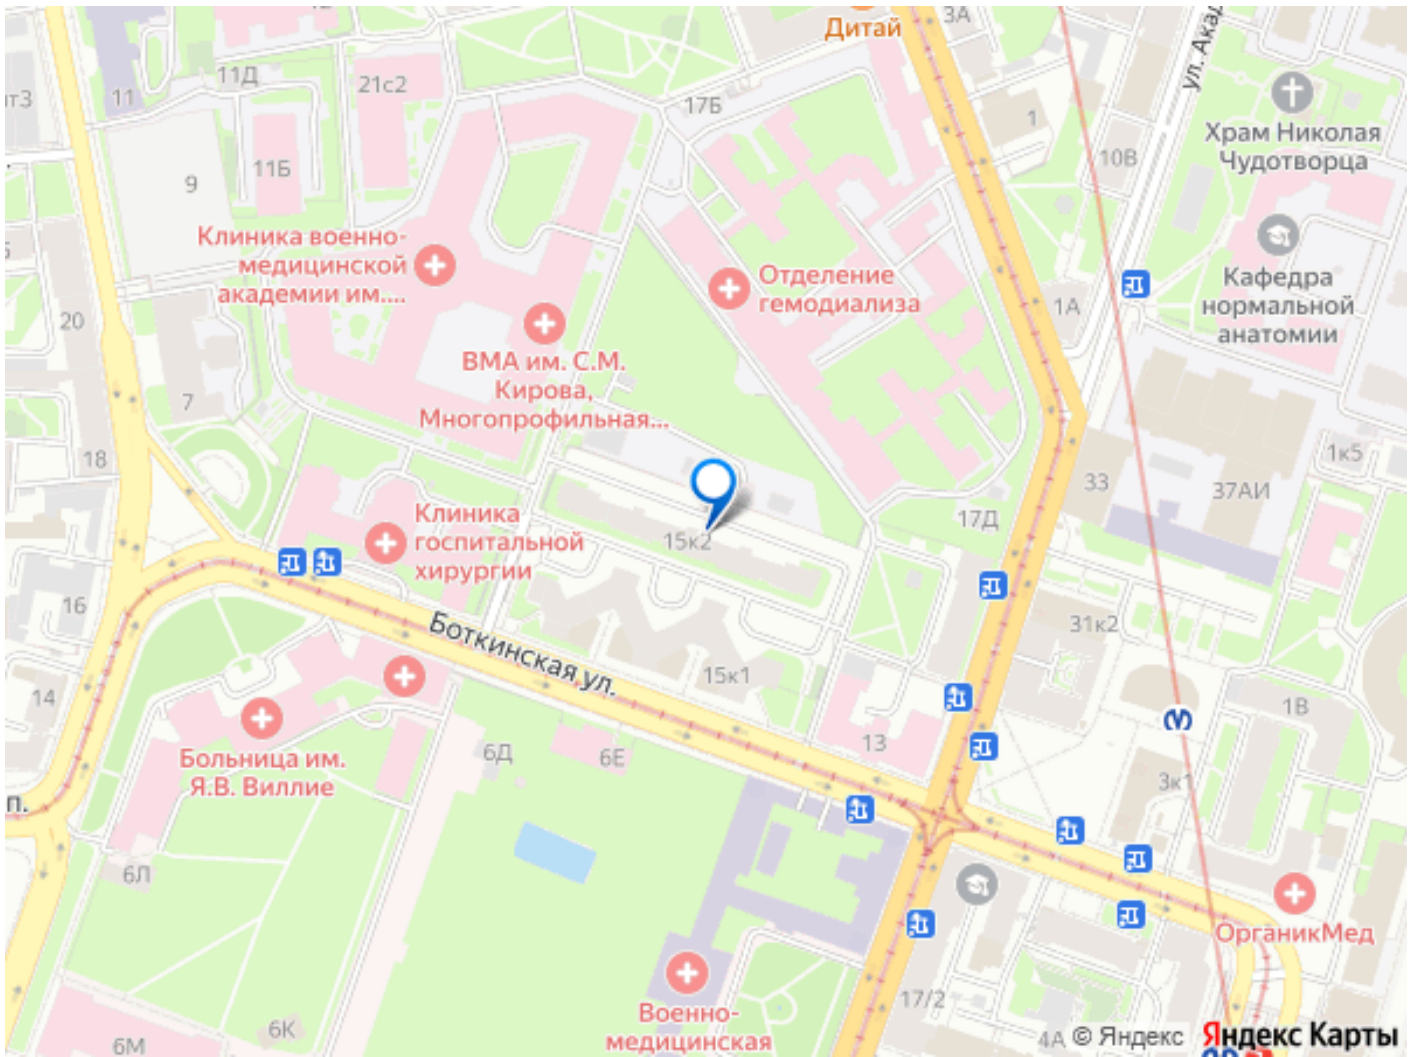 Дитай
3А
ул. Акад
11Д
21с2
11
17Б
1
10В
Храм Николая
Чудотворца
11Б
9
Клиника военно-
медицинской
академии им....
Отделение
гемодиализа
Кафедра
нормальной
анатомии
1А
20
ВМА им. С.М.
Кирова,
Многопрофильная...
7
18
1к5
33
37АИ
17Д
Клиника
госпитальной
хирургии
15к2
16
31к2
Боткинская ул.
15к1
14
1В
13
6Д
6Е
Больница им.
Я.В. Виллие
3к1
п.
6Л
ОрганикМед
17/2
Военно-
медицинская
6К
6М
4А
© Яндекс
Яндекс Карты